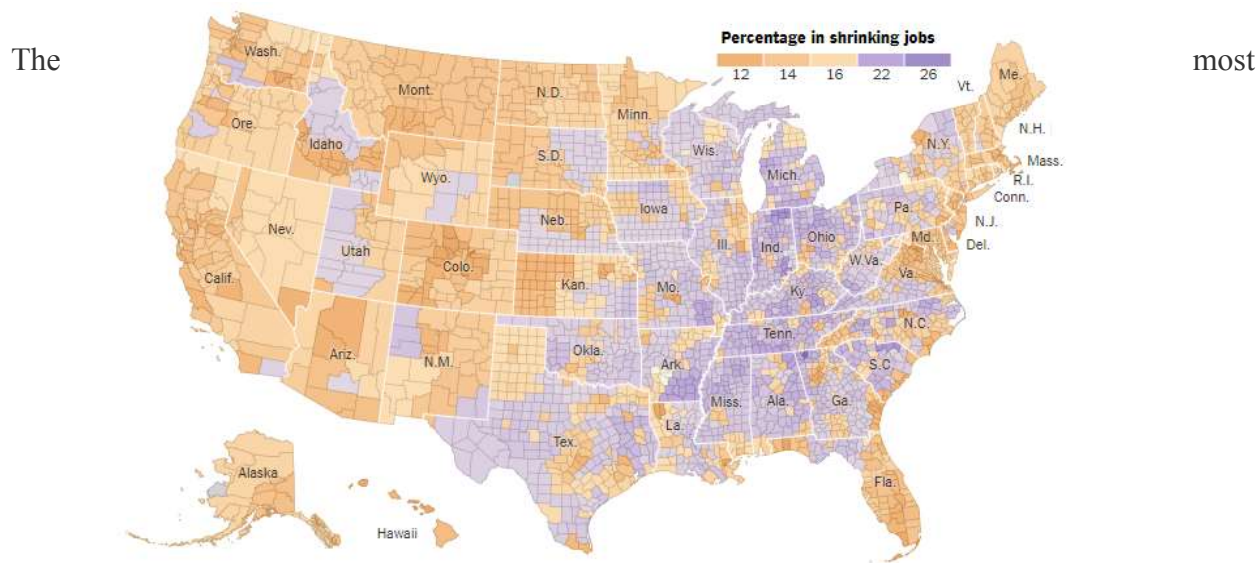 Percentage in shrinking jobs
12 14 16 22 26
The most
Wash.
Mont.
N.D.
Minn.
Vt.
Me.
Ore.
Idaho
S.D.
Wis.
Mich.
N.Y.
N.H.
Mass.
R.I.
Conn.
Wyo.
Neb.
Iowa
Pa.
N.J.
Del.
Nev.
Utah
Colo.
Kan.
Mo.
Ill.
Ind.
Ohio
W.Va.
Md.
Va.
Calif.
Ky.
Ariz.
N.M.
Okla.
Ark.
Tenn.
N.C.
S.C.
Tex.
La.
Miss.
Ala.
Ga.
Fla.
Alaska
Hawaii